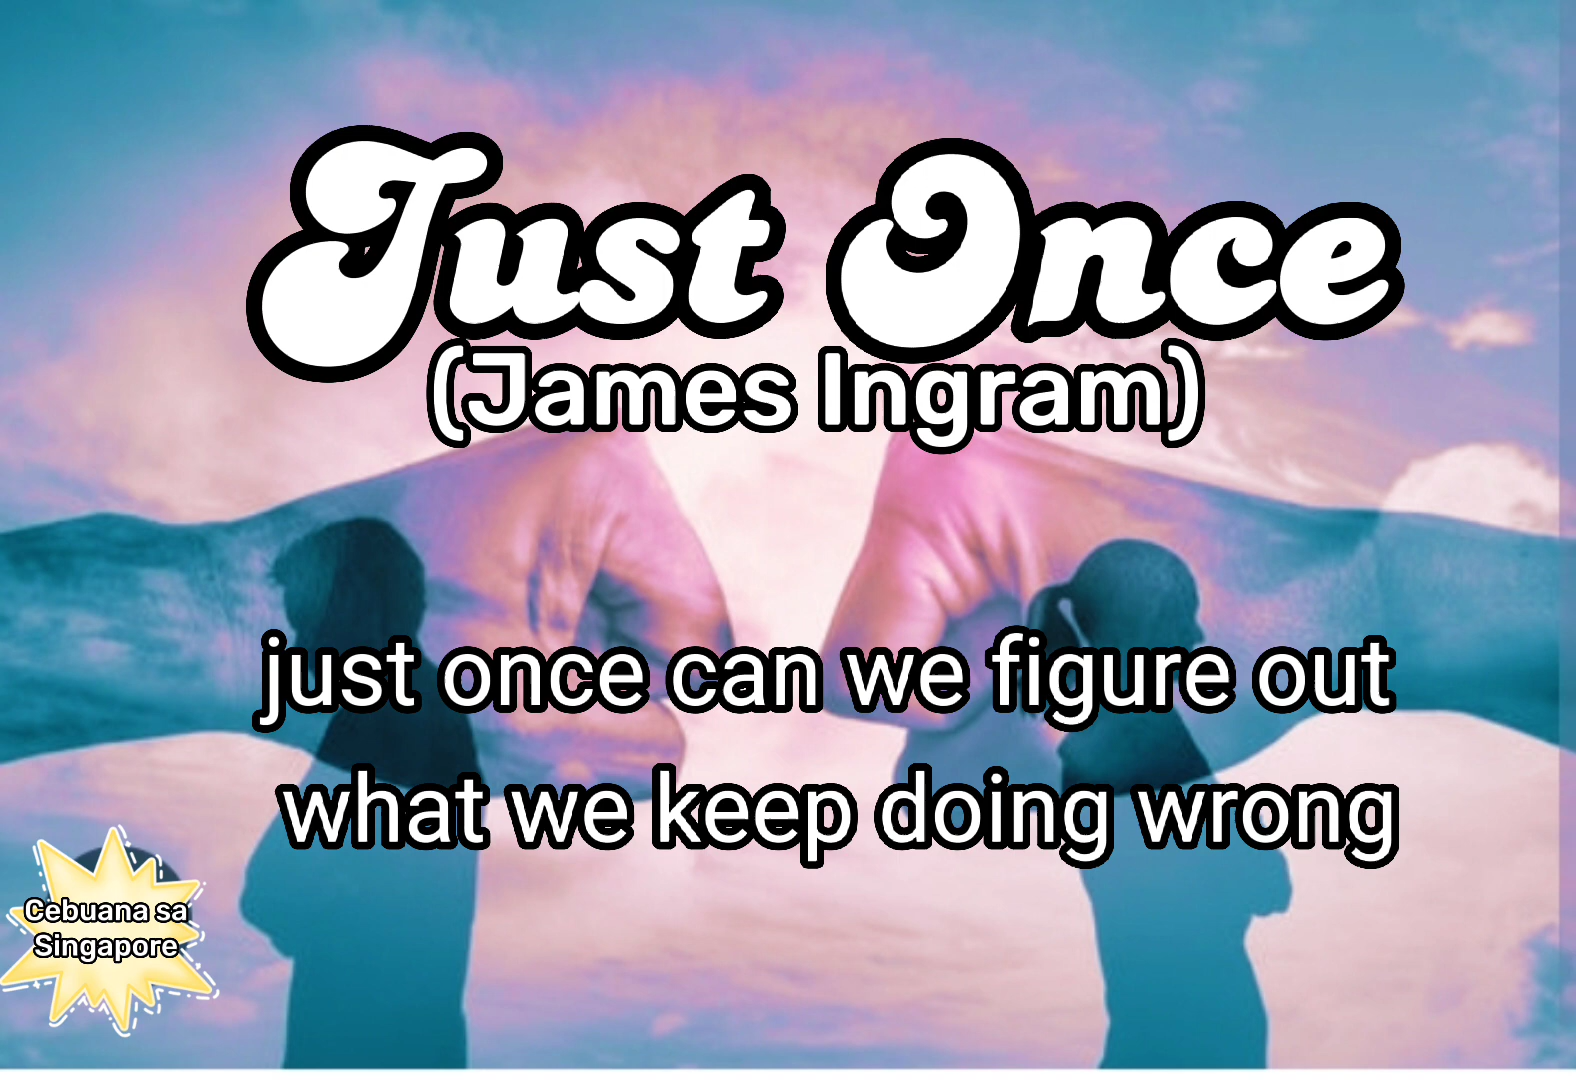 Just Once
(James Ingram)
just once can we figure out
what we keep doing wrong
Cebuana sa
Singapore